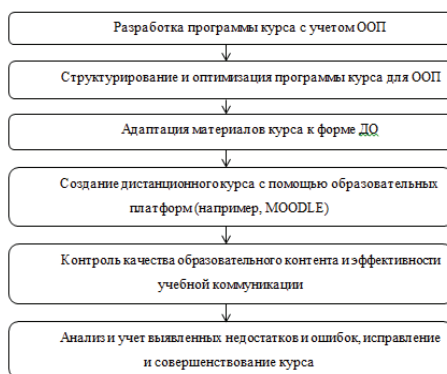 Разработка программы курса с учетом ООП
Структурирование и оптимизация программы курса для ООП
Адаптация материалов курса к форме ДО
Создание дистанционного курса с помощью образовательных
платформ (например, MOODLE)
Контроль качества образовательного контента и эффективности
учебной коммуникации
Анализ и учет выявленных недостатков и ошибок, исправление
и совершенствование курса